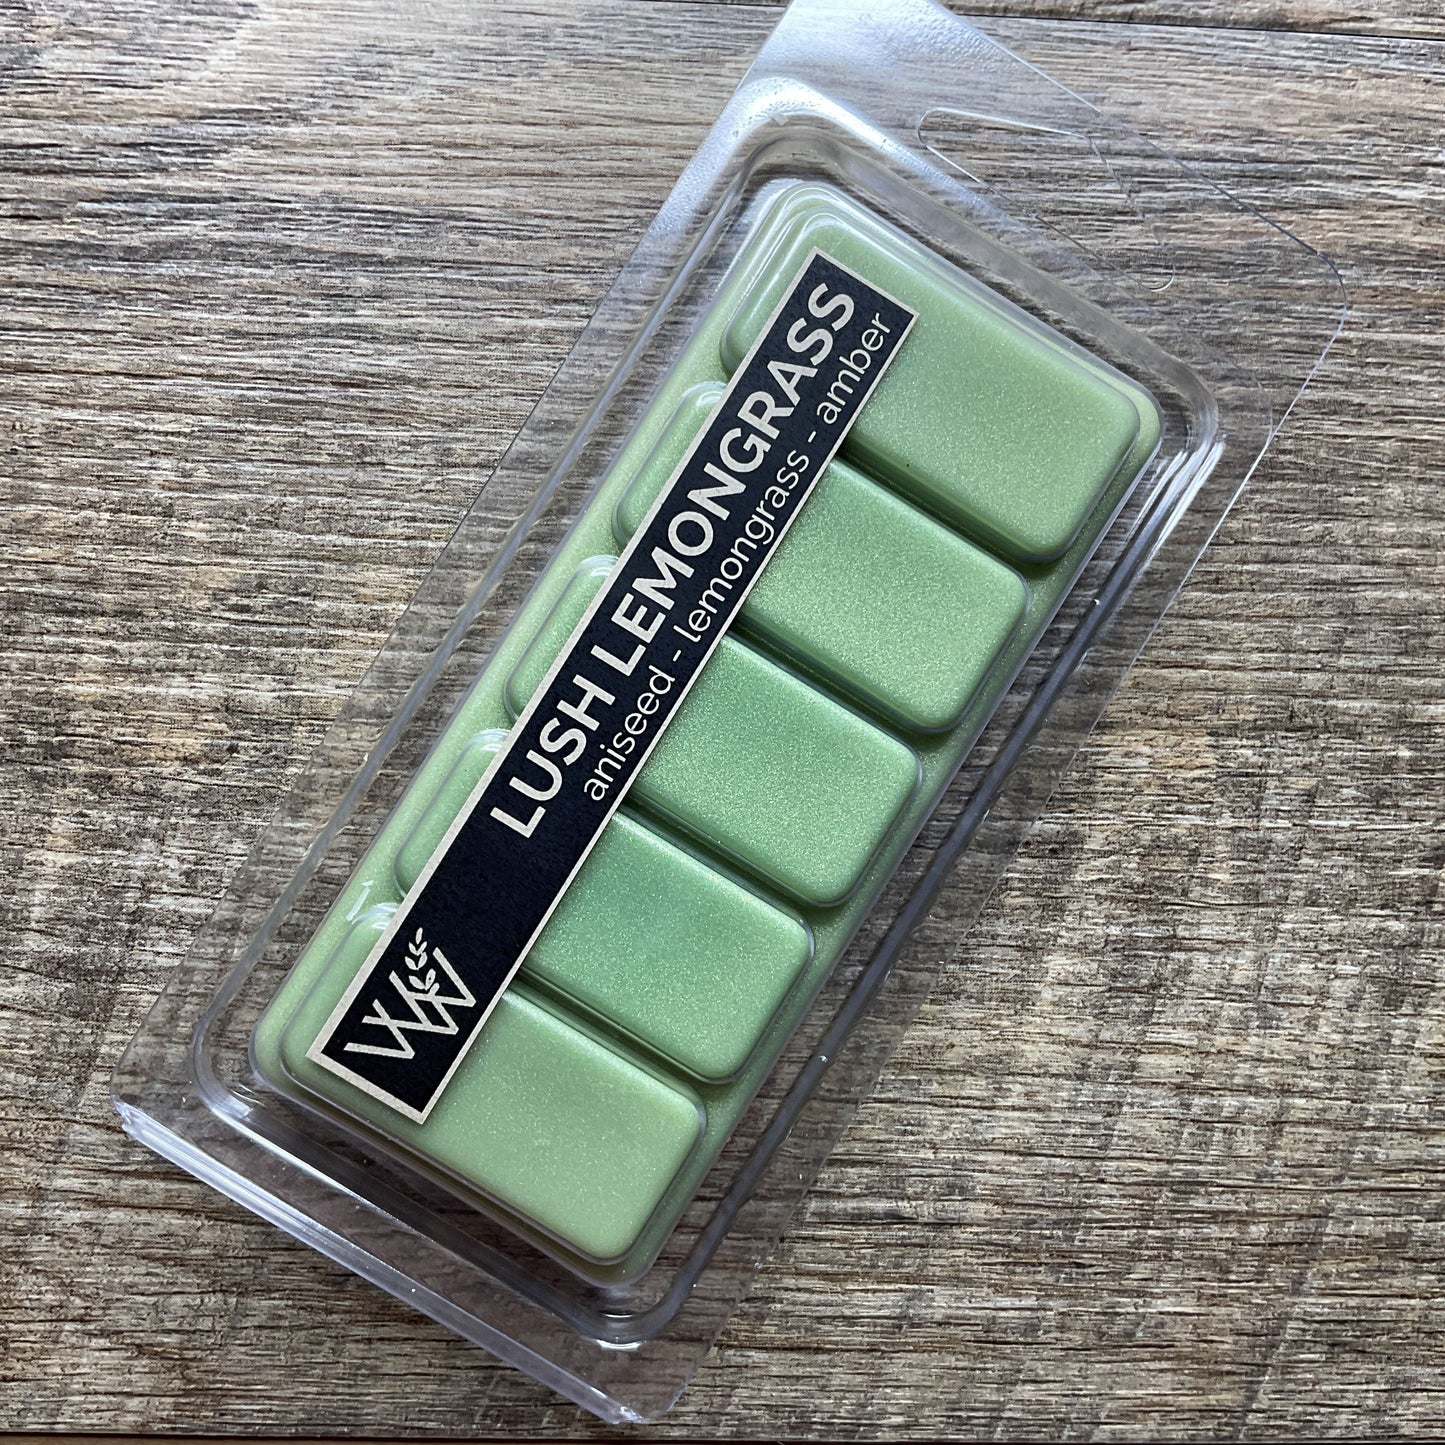 LUSH LEMONGRASS
aniseed - lemongrass - amber